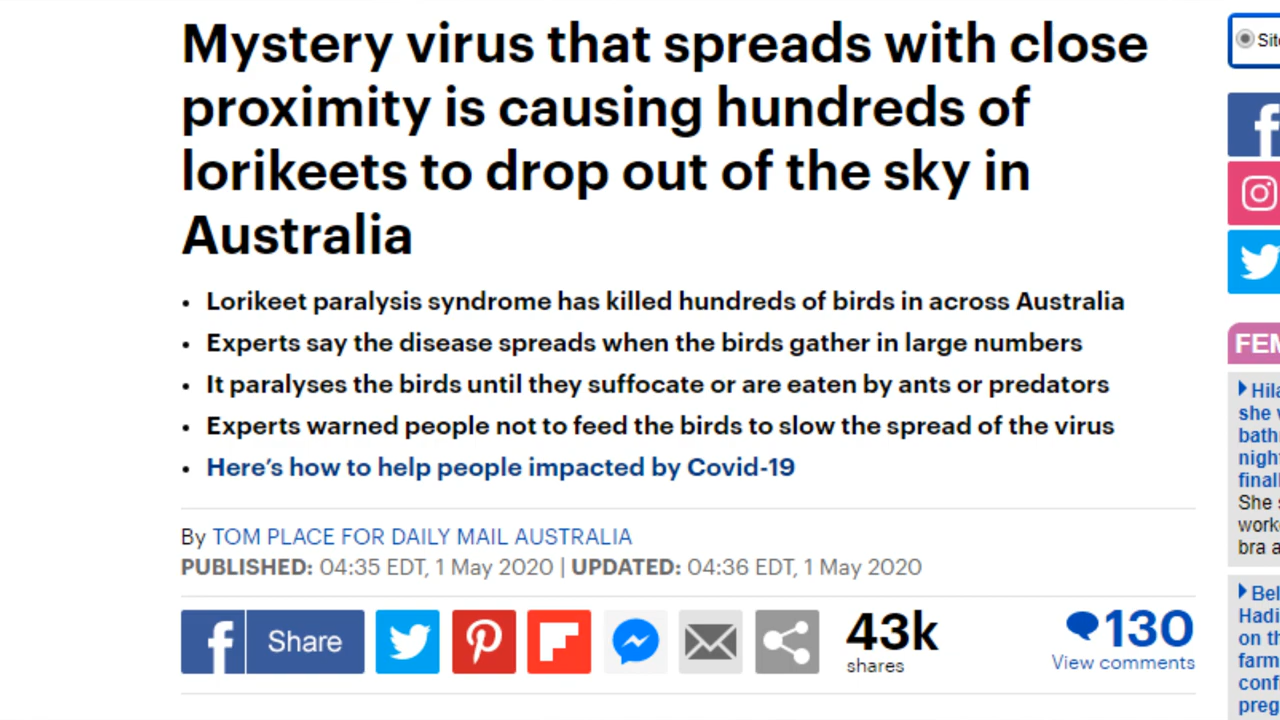 Mystery virus that spreads with close
proximity is causing hundreds of
lorikeets to drop out of the sky in
Australia
• Lorikeet paralysis syndrome has killed hundreds of birds in across Australia
• Experts say the disease spreads when the birds gather in large numbers
• It paralyses the birds until they suffocate or are eaten by ants or predators
• Experts warned people not to feed the birds to slow the spread of the virus
• Here's how to help people impacted by Covid-19
By TOM PLACE FOR DAILY MAIL AUSTRALIA
PUBLISHED: 04:35 EDT, 1 May 2020 | UPDATED: 04:36 EDT, 1 May 2020
Share
43k
shares
130
View comments
she
She
on